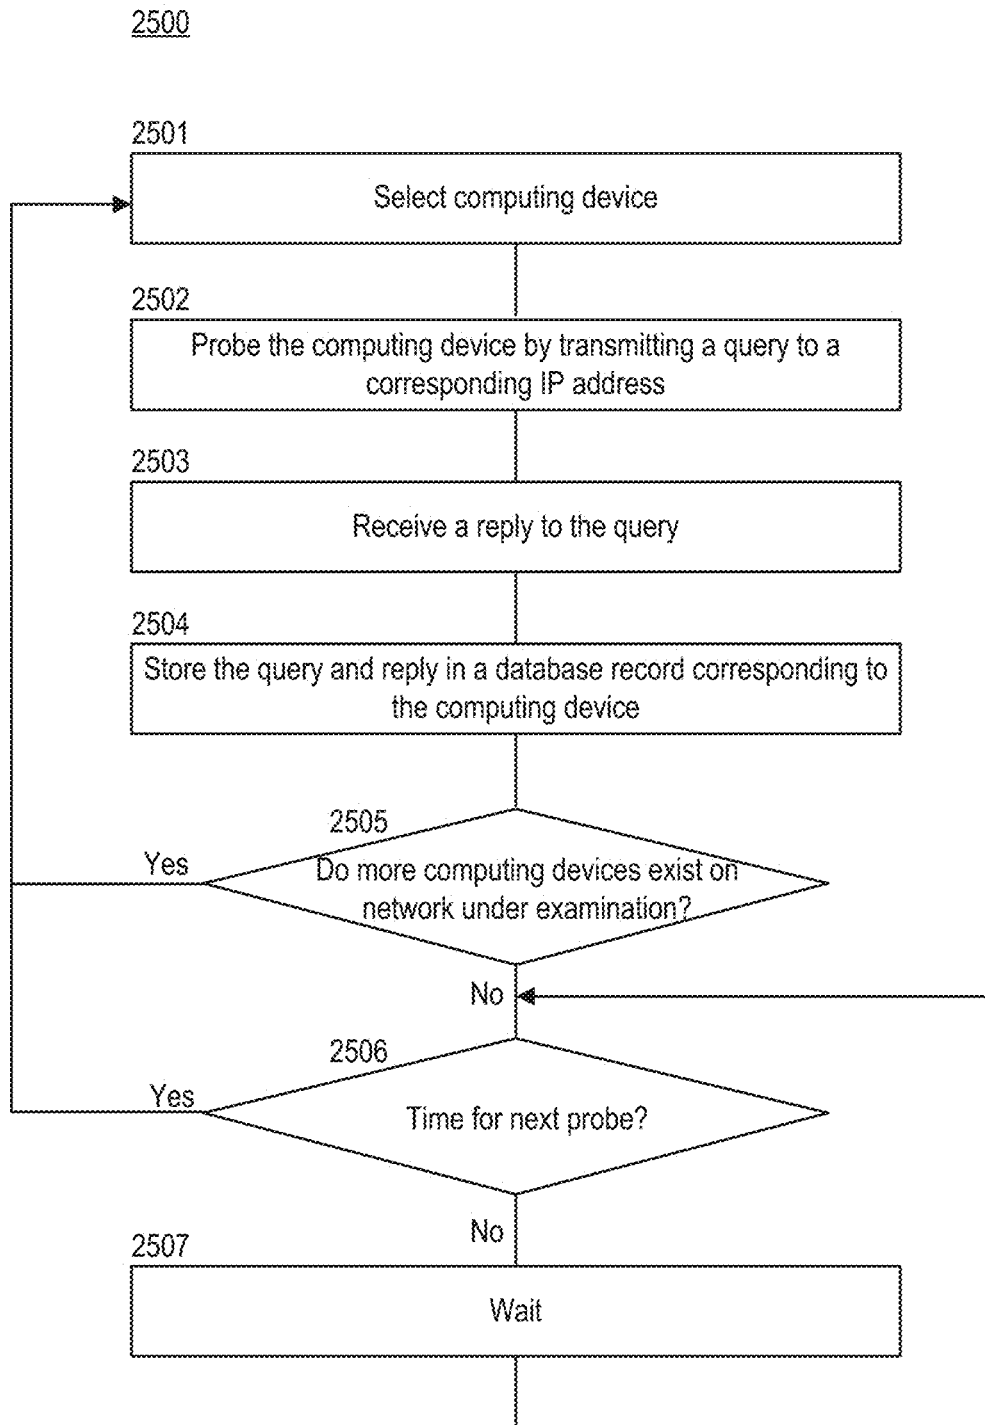 2500
2501
Select computing device
2502
Probe the computing device by transmitting a query to a
corresponding IP address
2503
Receive a reply to the query
2504
Store the query and reply in a database record corresponding to
the computing device
2505
Yes
Do more computing devices exist on
network under examination?
No
2506
Yes
Time for next probe?
No
2507
Wait